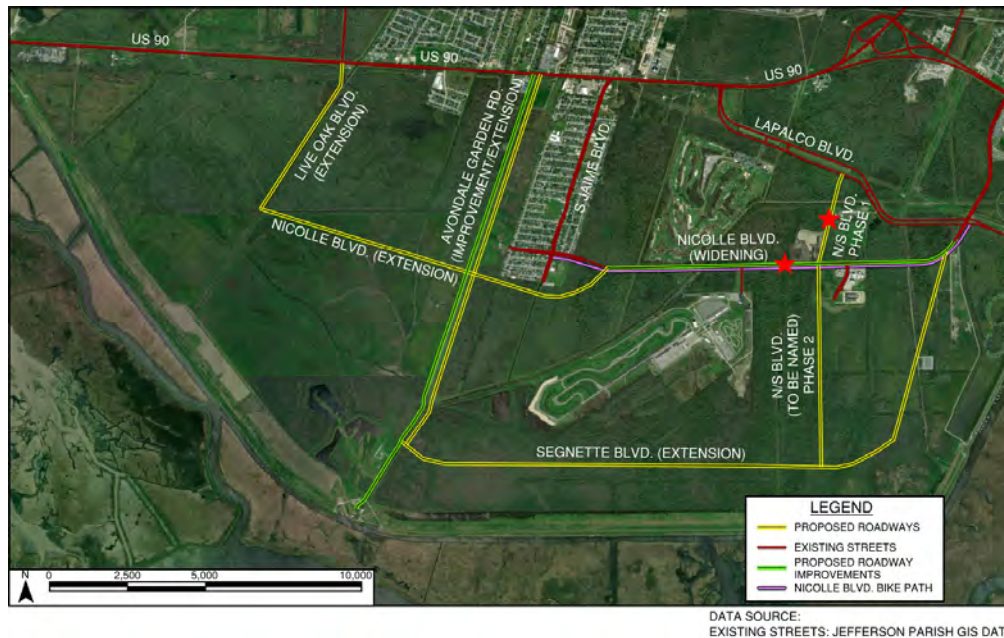 US 90
US 90
LIVE OAK BLVD.
(EXTENSION)
AVONDALE GARDEN RD.
(IMPROVEMENT/EXTENSION)
S JAIME BLVD.
LAPALCO BLVD.
N/S BLVD.
PHASE 1
NICOLLE BLVD.
(WIDENING)
NICOLLE BLVD. (EXTENSION)
N/S BLVD.
(TO BE NAMED)
PHASE 2
SEGNETTE BLVD. (EXTENSION)
LEGEND
PROPOSED ROADWAYS
EXISTING STREETS
PROPOSED ROADWAY
IMPROVEMENTS
NICOLLE BLVD. BIKE PATH
N
0 2,500 5,000 10,000
DATA SOURCE:
EXISTING STREETS: JEFFERSON PARISH GIS DAT